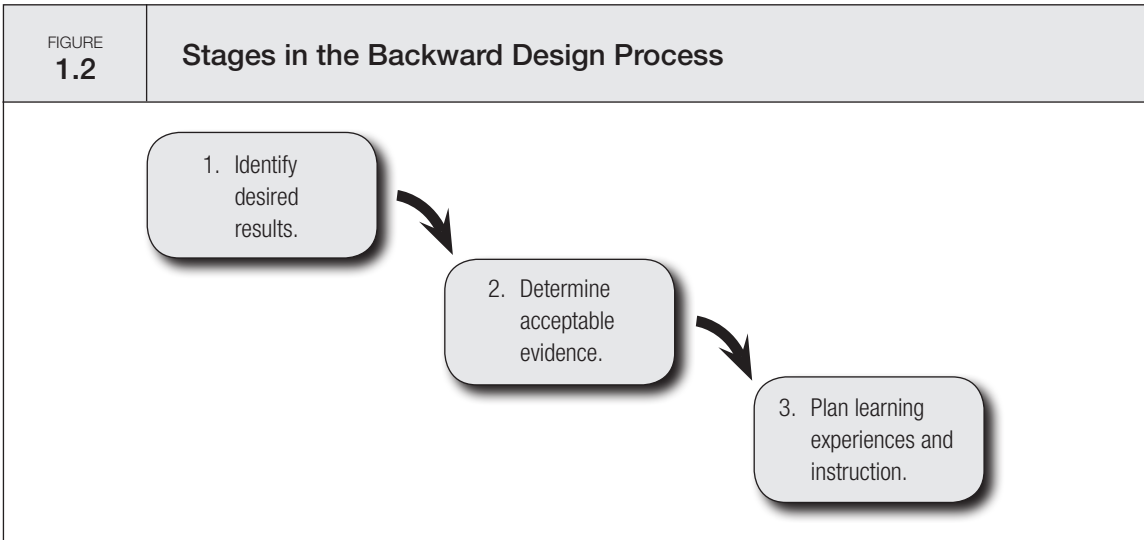 FIGURE
1.2
Stages in the Backward Design Process
1. Identify
desired
results.
2. Determine
acceptable
evidence.
3. Plan learning
experiences and
instruction.